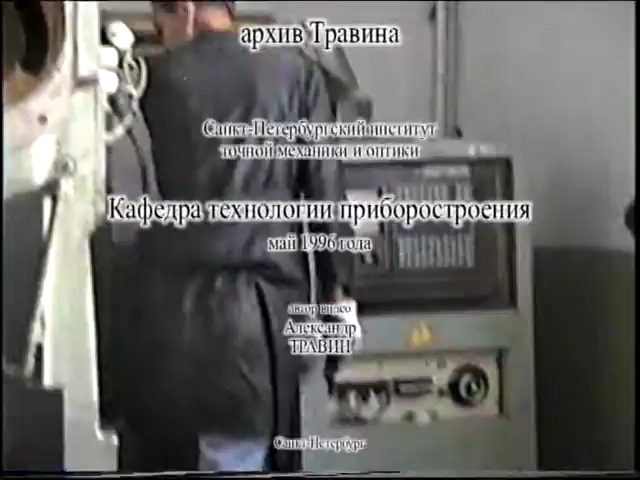 архив Травина
Санкт-Петербургский институт
точной механики и оптики
Кафедра технологии приборостроения
май 1996 года
автор видео
Александр
ТРАВИН
Санкт-Петербург